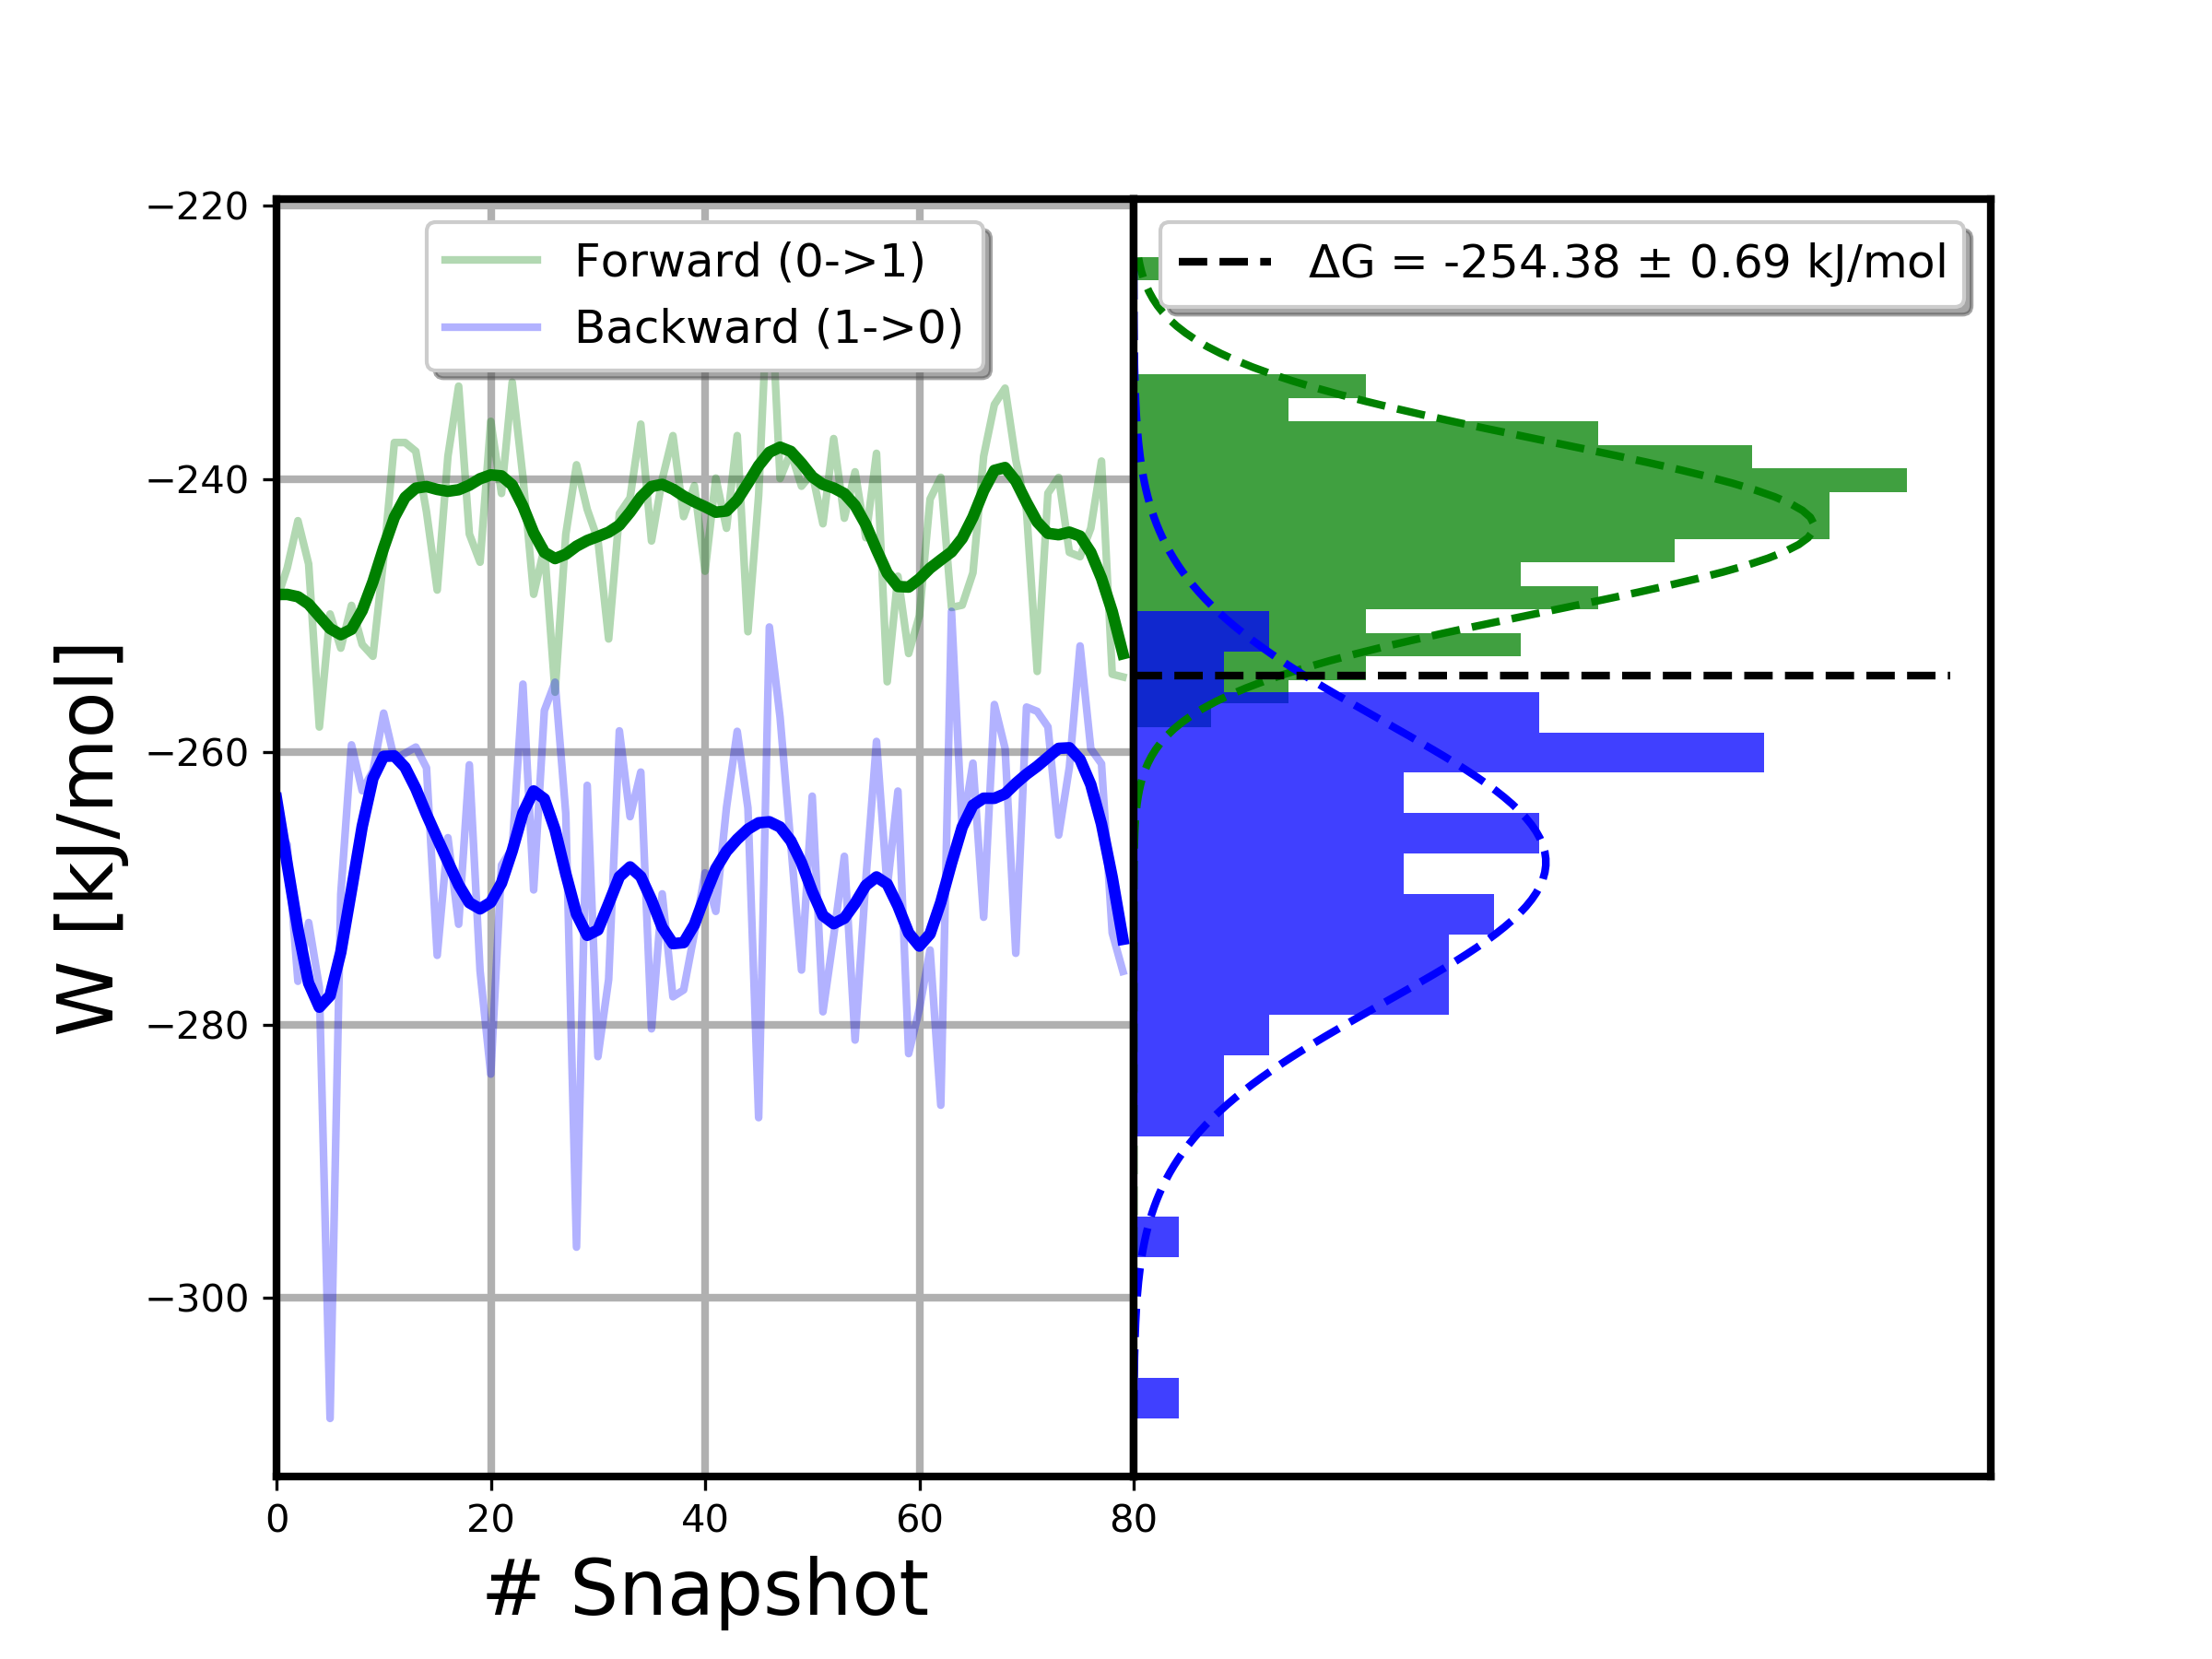 Forward (0->1)
Backward (1->0)
ΔG = -254.38 ± 0.69 kJ/mol
−220
−240
−260
−280
−300
W [kJ/mol]
0 20 40 60 80
# Snapshot